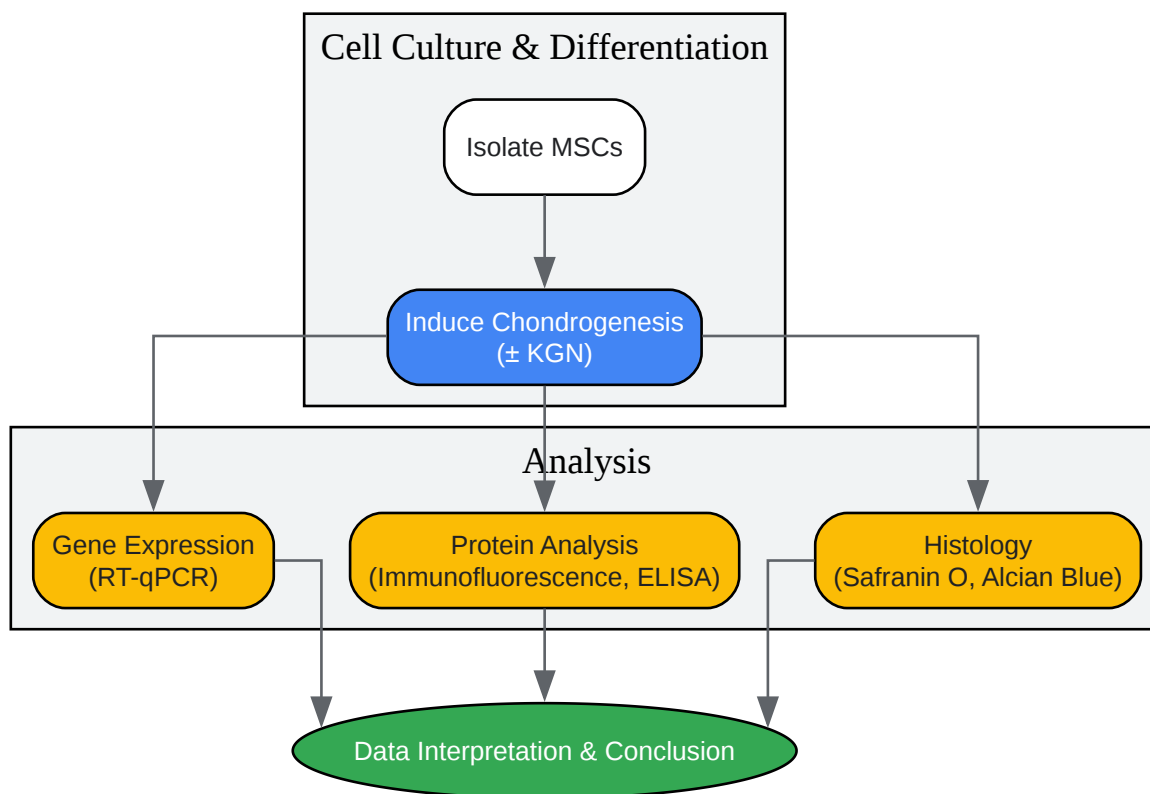 Cell Culture & Differentiation
Isolate MSCs
Induce Chondrogenesis
(± KGN)
Analysis
Gene Expression
(RT-qPCR)
Protein Analysis
(Immunofluorescence, ELISA)
Histology
(Safranin O, Alcian Blue)
Data Interpretation & Conclusion